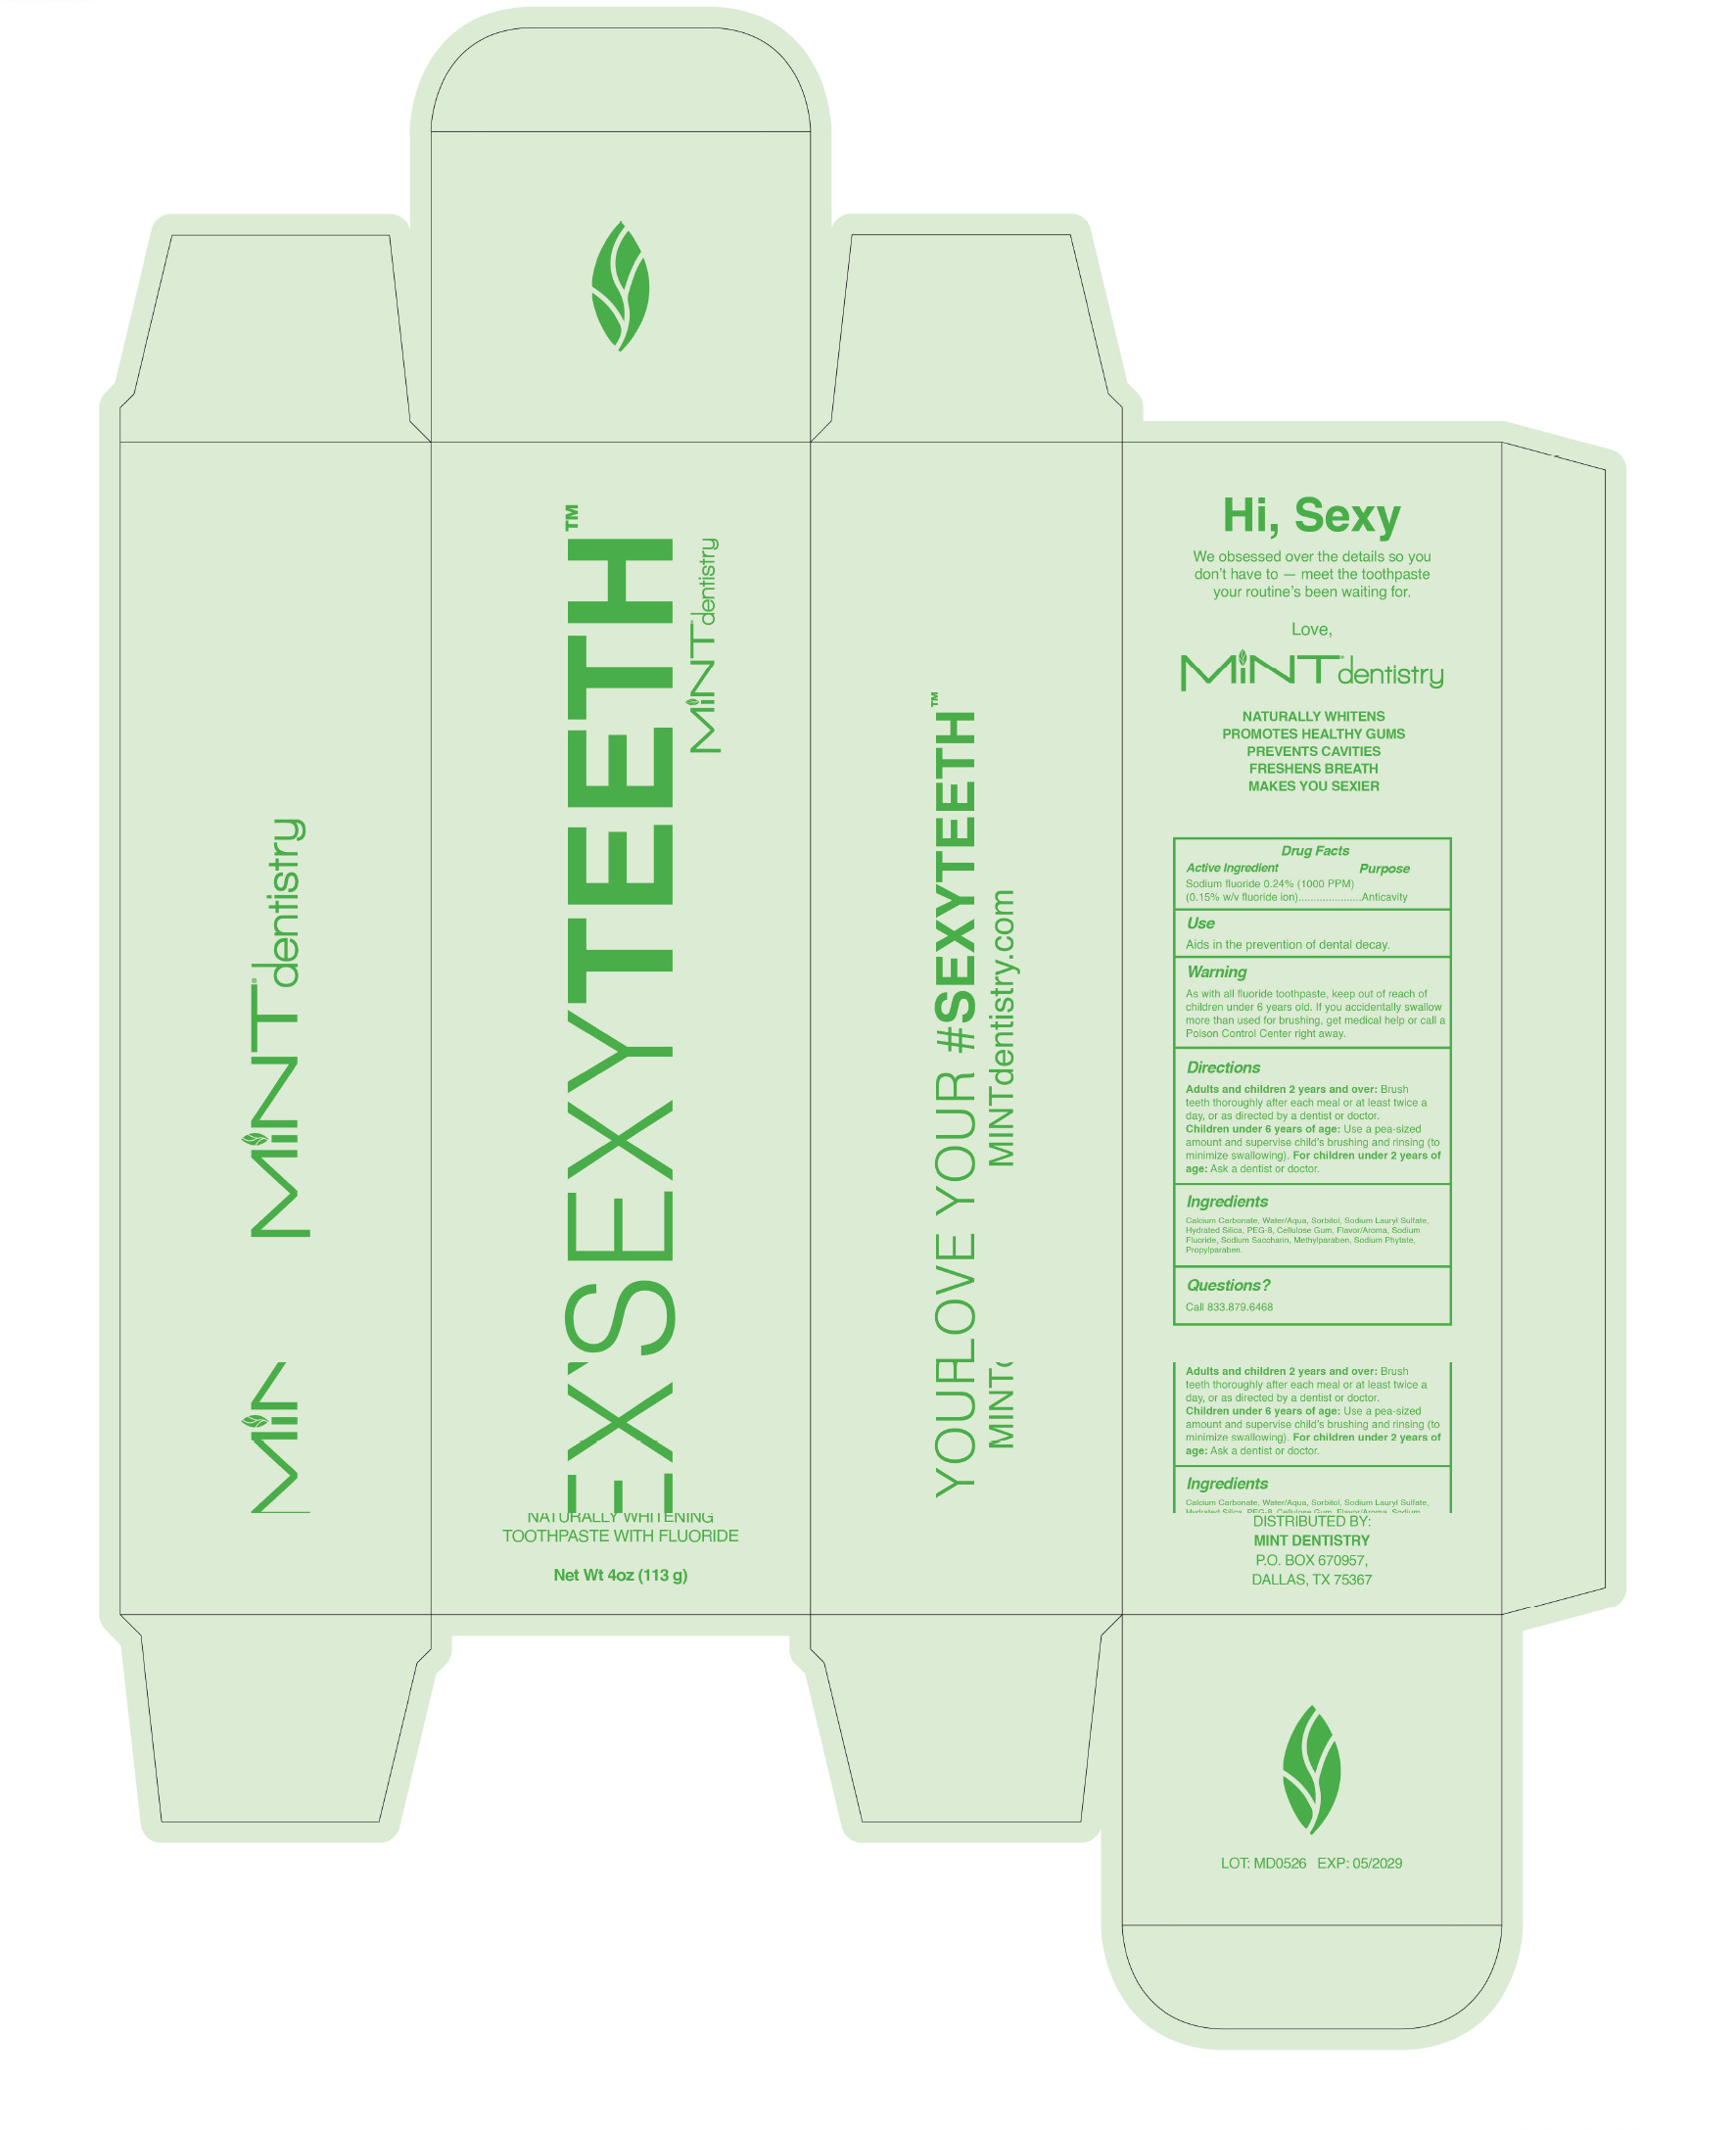 MiNTdentistry
MiN
SEXYTEETH™
MiNTdentistry
EX
NATURALLY WHITENING
TOOTHPASTE WITH FLUORIDE
Net Wt 4oz (113 g)
LOVE YOUR #SEXYTEETH™
MINTdentistry.com
YOUR
MINT
Hi, Sexy
We obsessed over the details so you
don't have to — meet the toothpaste
your routine's been waiting for.
Love,
MiNTdentistry
NATURALLY WHITENS
PROMOTES HEALTHY GUMS
PREVENTS CAVITIES
FRESHENS BREATH
MAKES YOU SEXIER
Drug Facts
Active Ingredient Purpose
Sodium fluoride 0.24% (1000 PPM)
(0.15% w/v fluoride ion).....................Anticavity
Use
Aids in the prevention of dental decay.
Warning
As with all fluoride toothpaste, keep out of reach of
children under 6 years old. If you accidentally swallow
more than used for brushing, get medical help or call a
Poison Control Center right away.
Directions
Adults and children 2 years and over: Brush
teeth thoroughly after each meal or at least twice a
day, or as directed by a dentist or doctor.
Children under 6 years of age: Use a pea-sized
amount and supervise child's brushing and rinsing (to
minimize swallowing). For children under 2 years of
age: Ask a dentist or doctor.
Ingredients
Calcium Carbonate, Water/Aqua, Sorbitol, Sodium Lauryl Sulfate,
Hydrated Silica, PEG-8, Cellulose Gum, Flavor/Aroma, Sodium
Fluoride, Sodium Saccharin, Methylparaben, Sodium Phytate,
Propylparaben.
Questions?
Call 833.879.6468
Adults and children 2 years and over: Brush
teeth thoroughly after each meal or at least twice a
day, or as directed by a dentist or doctor.
Children under 6 years of age: Use a pea-sized
amount and supervise child's brushing and rinsing (to
minimize swallowing). For children under 2 years of
age: Ask a dentist or doctor.
Ingredients
Calcium Carbonate, Water/Aqua, Sorbitol, Sodium Lauryl Sulfate,
Hydrated Silica, PEG-8, Cellulose Gum, Flavor/Aroma, Sodium
DISTRIBUTED BY:
MINT DENTISTRY
P.O. BOX 670957,
DALLAS, TX 75367
LOT: MD0526 EXP: 05/2029